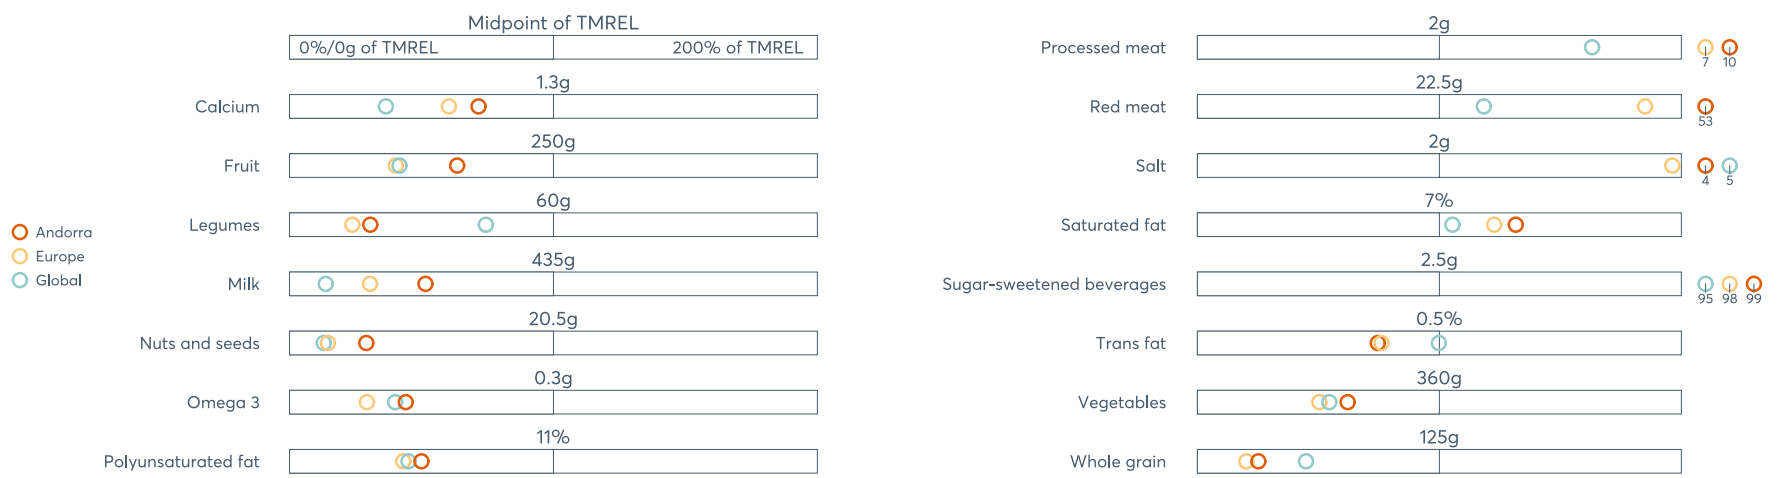 Midpoint of TMREL
0%/0g of TMREL 200% of TMREL
1.3g
Calcium
250g
Fruit
60g
Legumes
435g
Milk
20.5g
Nuts and seeds
0.3g
Omega 3
11%
Polyunsaturated fat
Andorra
Europe
Global
2g
Processed meat
7 10
22.5g
Red meat
53
2g
Salt
4 5
7%
Saturated fat
2.5g
Sugar-sweetened beverages
95 98 99
0.5%
Trans fat
360g
Vegetables
125g
Whole grain